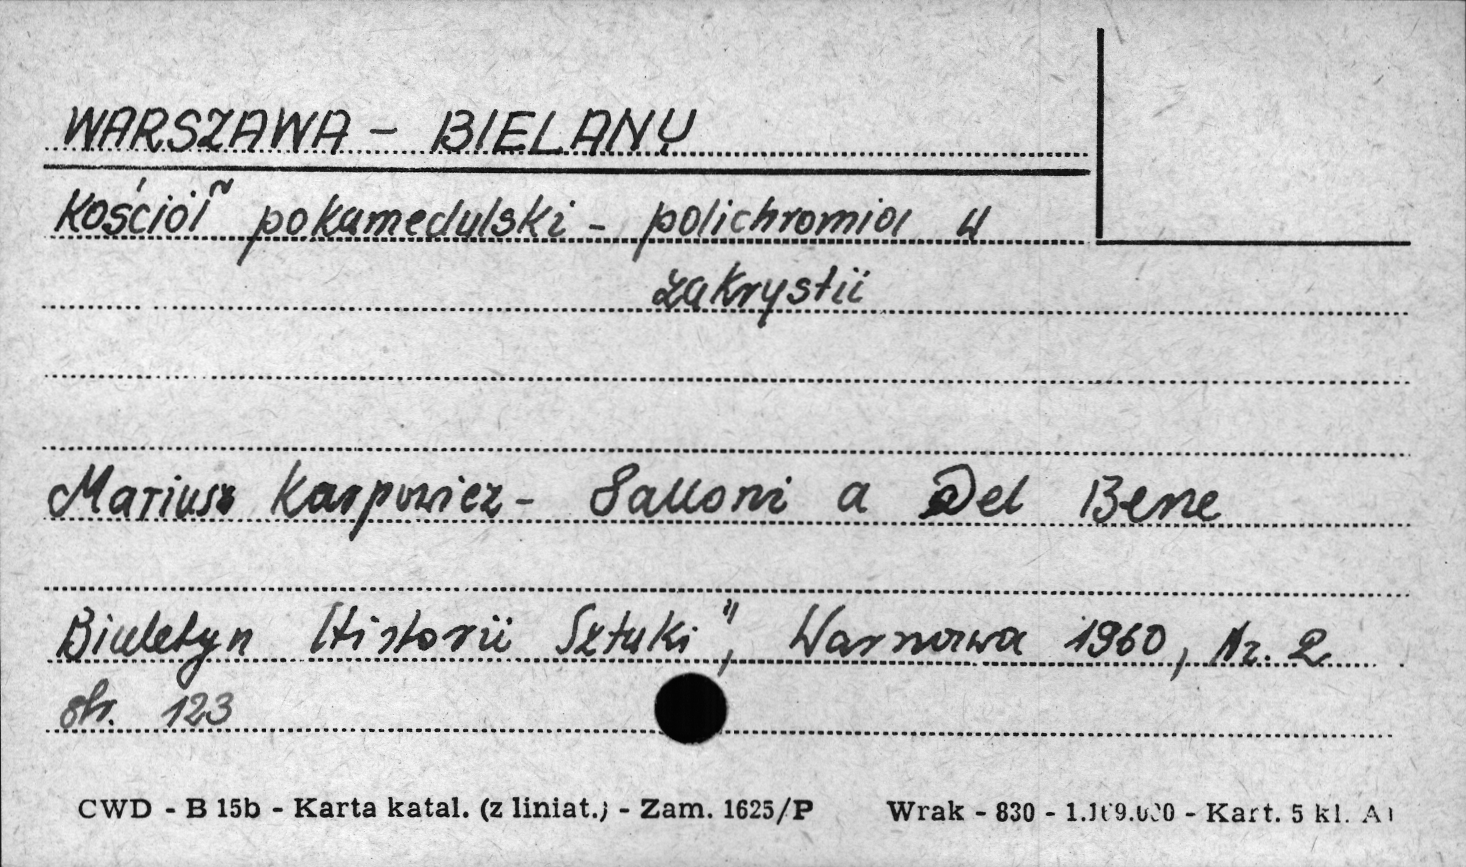 WARSZAWA - BIELANY
Kościół pokamedulski - polichromia w
zakrystii
Mariusz Karpowicz - Galloni a Del Bene
Biuletyn Historii Sztuki", Warszawa 1960, Nr. 2
str. 123
CWD - B 15b - Karta katal. (z liniat.) - Zam. 1625/P Wrak - 830 - Kart. 5 kl.